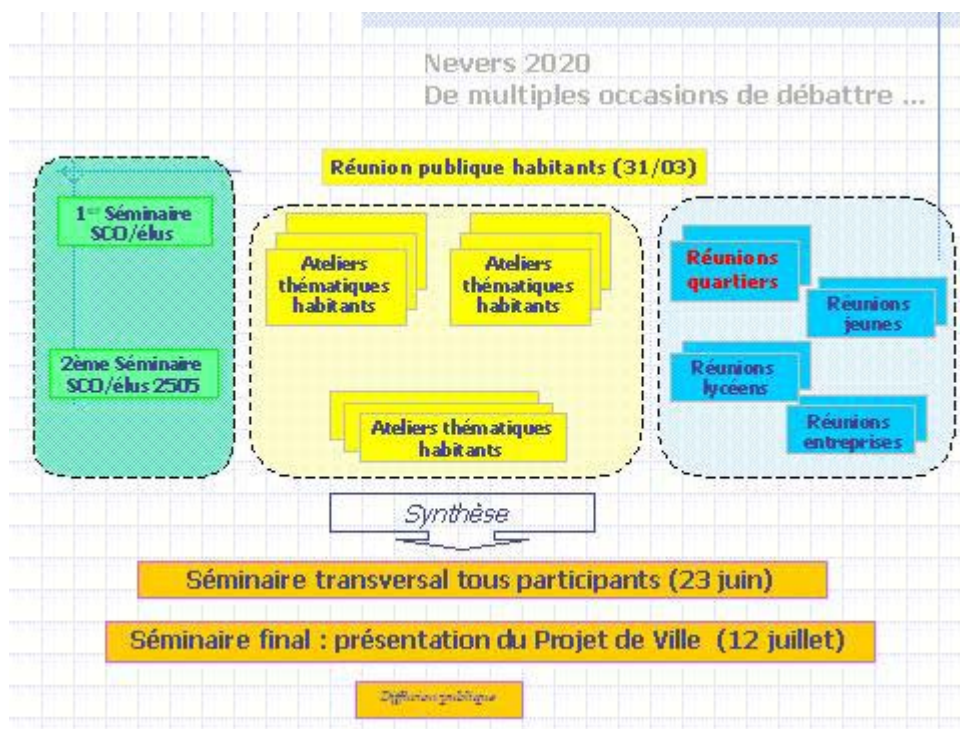 Nevers 2020
De multiples occasions de débattre ...
Réunion publique habitants (31/03)
1er Séminaire
SCO/élus
2ème Séminaire
SCO/élus 2505
Ateliers
thématiques
habitants
Ateliers
thématiques
habitants
Ateliers thématiques
habitants
Réunions
quartiers
Réunions
jeunes
Réunions
lycéens
Réunions
entreprises
Synthèse
Séminaire transversal tous participants (23 juin)
Séminaire final : présentation du Projet de Ville (12 juillet)
Diffusion publique